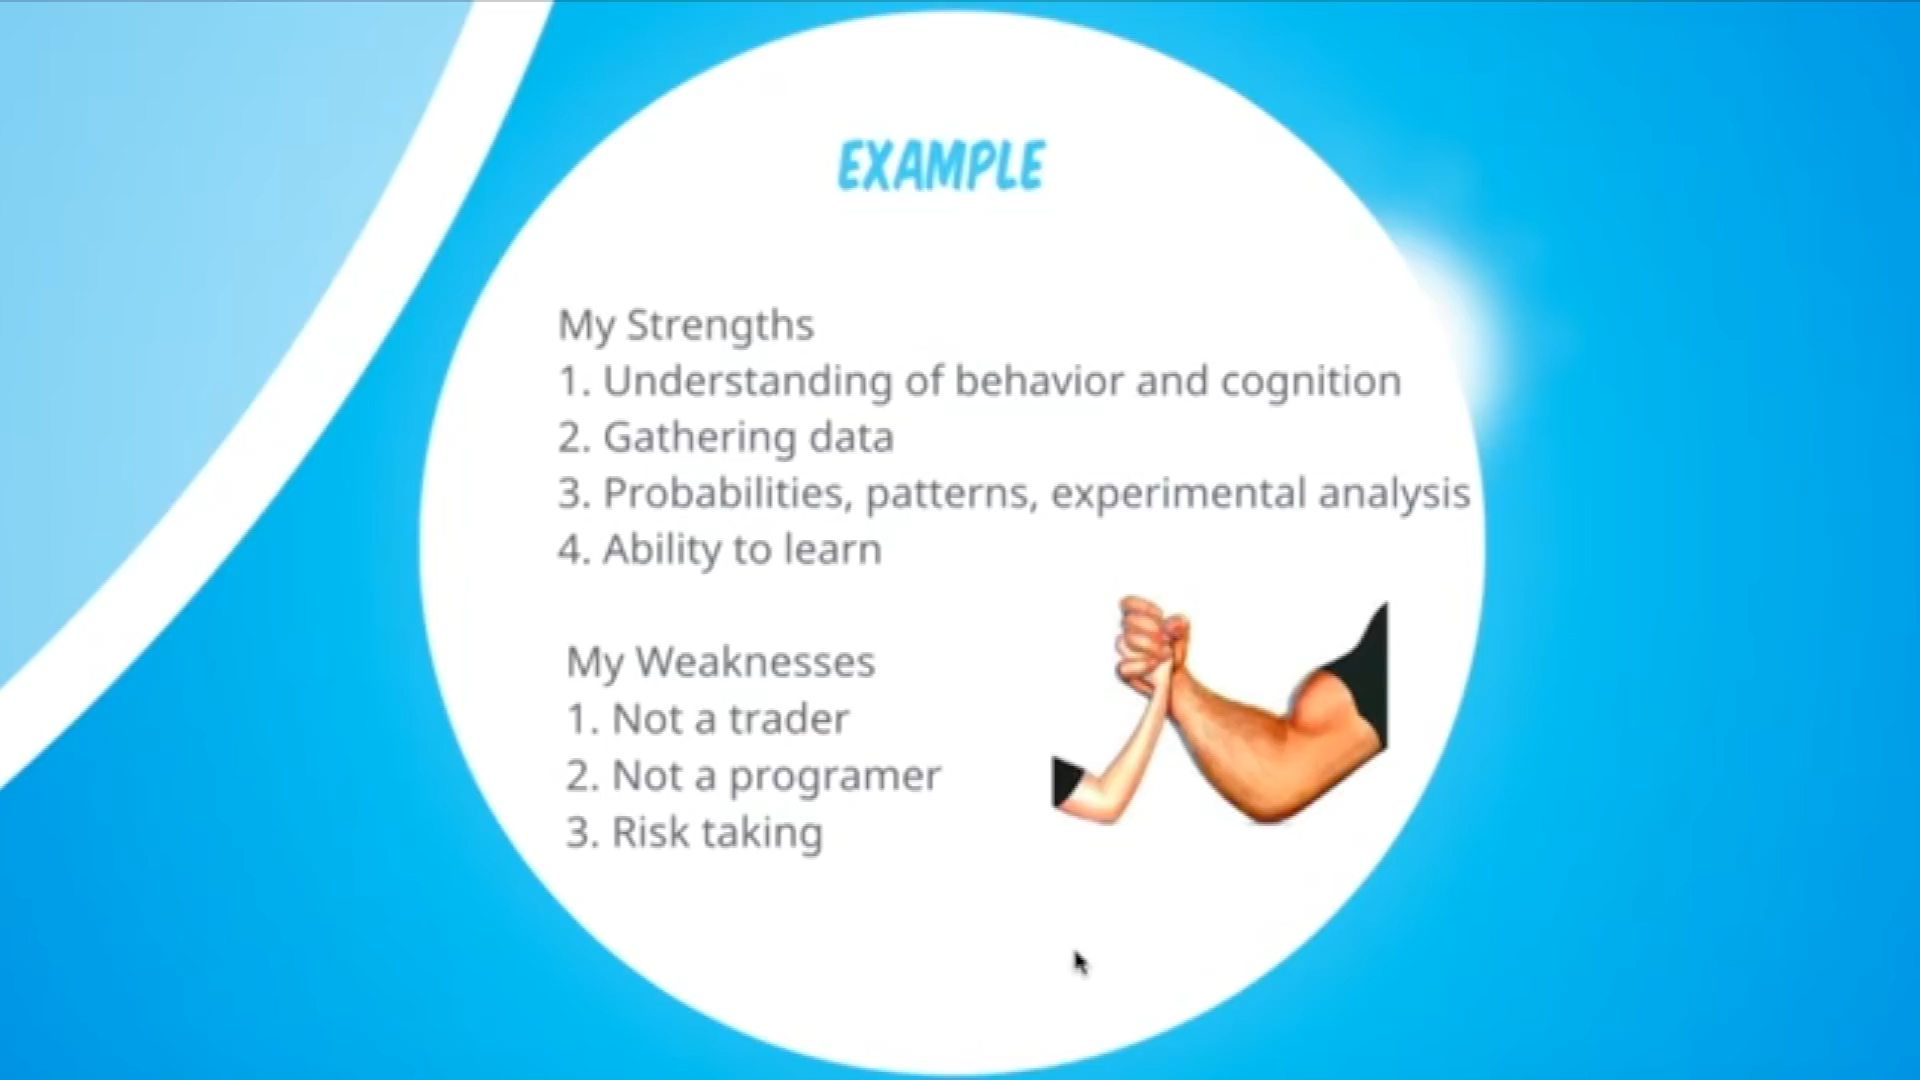 EXAMPLE
My Strengths
1. Understanding of behavior and cognition
2. Gathering data
3. Probabilities, patterns, experimental analysis
4. Ability to learn
My Weaknesses
1. Not a trader
2. Not a programer
3. Risk taking